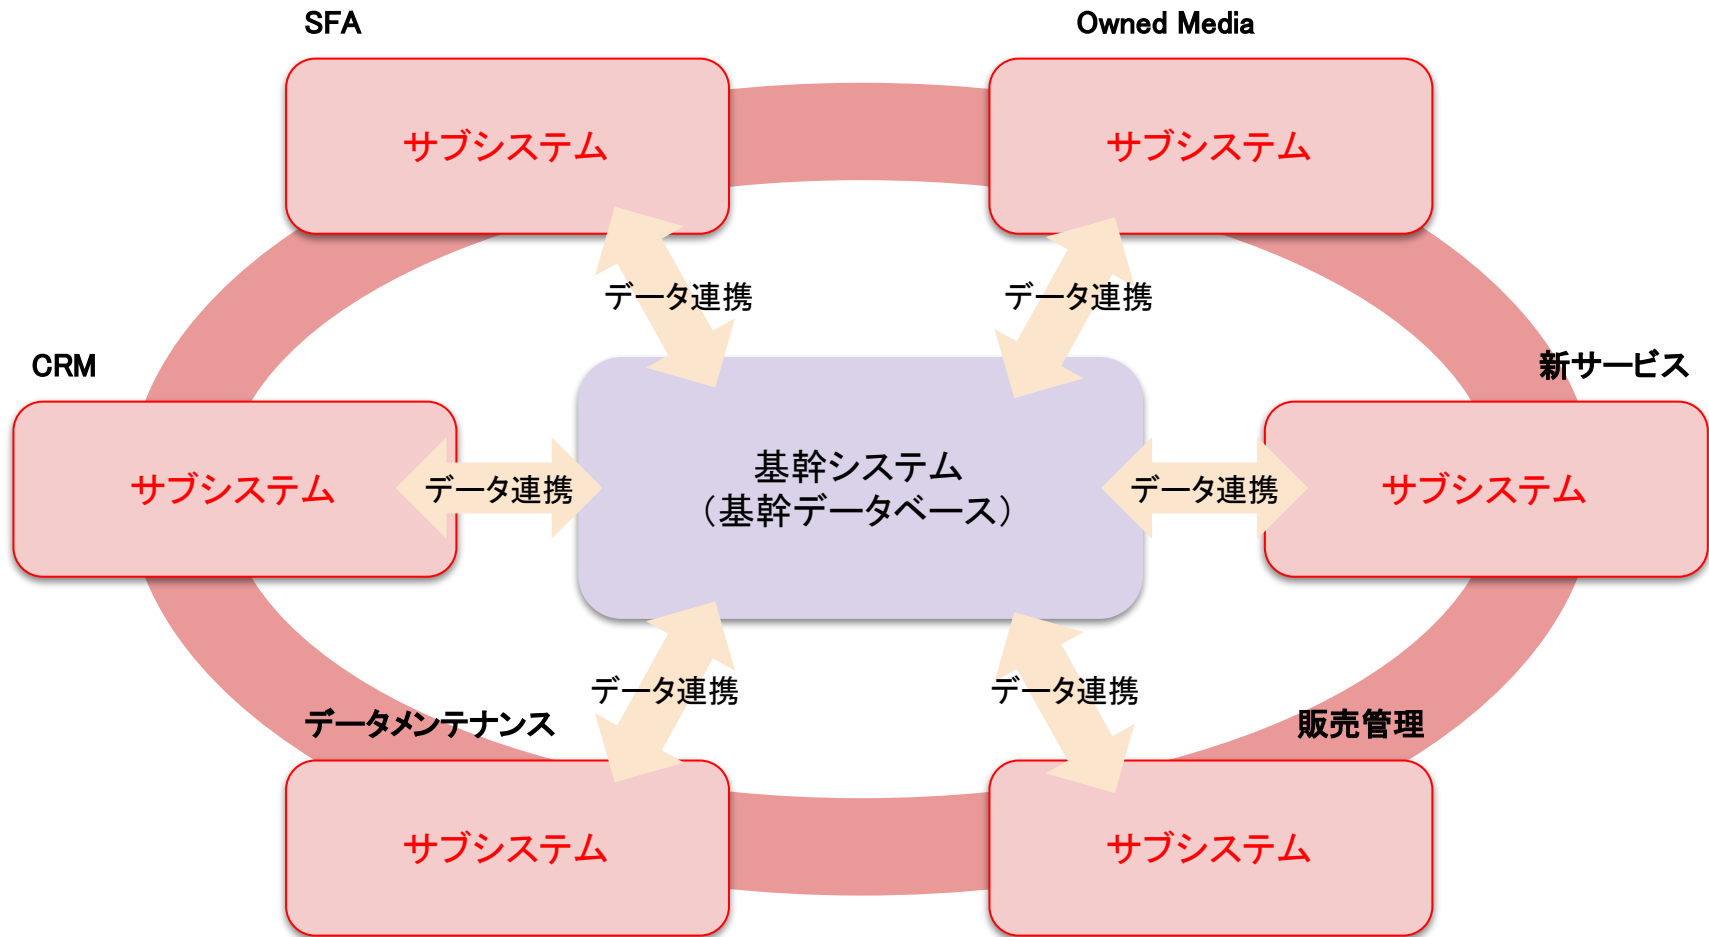 SFA
Owned Media
サブシステム
サブシステム
データ連携
データ連携
CRM
新サービス
サブシステム
データ連携
基幹システム
（基幹データベース）
データ連携
サブシステム
データ連携
データ連携
データメンテナンス
販売管理
サブシステム
サブシステム